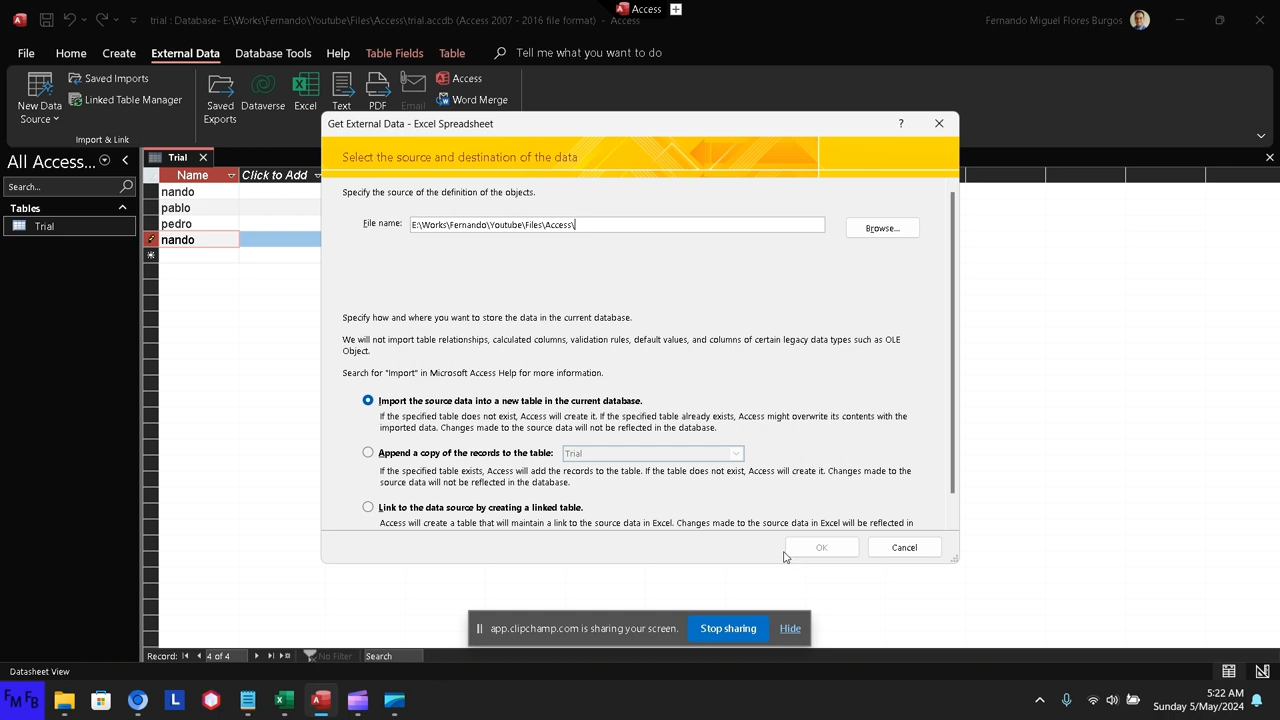 Access
trial : Database- E:\Works\Fernando\Youtube\Files\Access\trial.accdb (Access 2007 - 2016 file format) - Access
Fernando Miguel Flores Burgos
File Home Create External Data Database Tools Help Table Fields Table Tell me what you want to do
New Data Source
Saved Imports
Linked Table Manager
Import & Link
Saved Exports
Dataverse
Excel
Text
PDF
Email
Access
Word Merge
Get External Data - Excel Spreadsheet
?
Select the source and destination of the data
Specify the source of the definition of the objects.
File name: E:\Works\Fernando\Youtube\Files\Access\
Browse...
Specify how and where you want to store the data in the current database.
We will not import table relationships, calculated columns, validation rules, default values, and columns of certain legacy data types such as OLE
Object.
Search for "Import" in Microsoft Access Help for more information.
Import the source data into a new table in the current database.
If the specified table does not exist, Access will create it. If the specified table already exists, Access might overwrite its contents with the
imported data. Changes made to the source data will not be reflected in the database.
Append a copy of the records to the table: Trial
If the specified table exists, Access will add the records to the table. If the table does not exist, Access will create it. Changes made to the
source data will not be reflected in the database.
Link to the data source by creating a linked table.
Access will create a table that will maintain a link to the source data in Excel. Changes made to the source data in Excel will be reflected in
OK Cancel
All Access...
Search...
Tables
Trial
Trial
Name Click to Add
nando
pablo
pedro
nando
app.clipchamp.com is sharing your screen. Stop sharing Hide
Record: 4 of 4 No Filter Search
Datasheet View
FM FB
L
5:22 AM
Sunday 5/May/2024